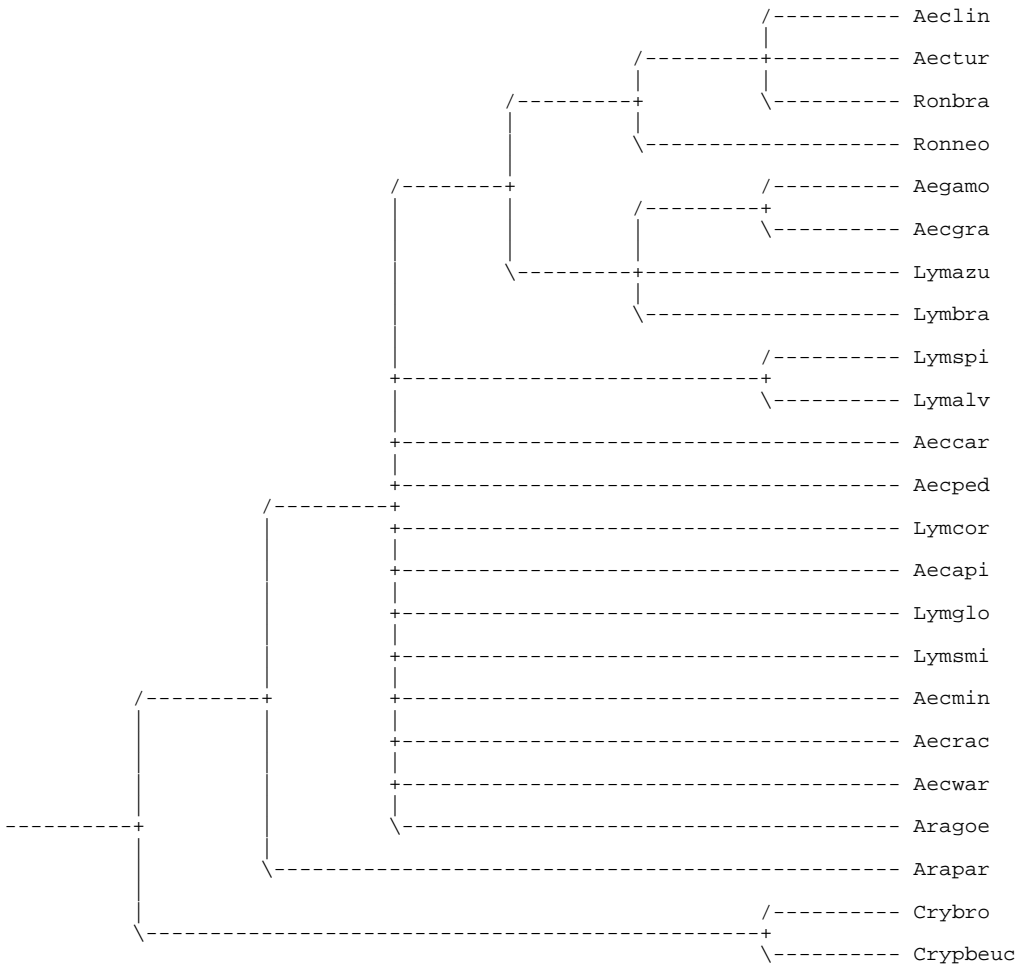 Aeclin
Aectur
Ronbra
Ronneo
Aegamo
Aecgra
Lymazu
Lymbra
Lymspi
Lymalv
Aeccar
Aecped
Lymcor
Aecapi
Lymglo
Lymsmi
Aecmin
Aecrac
Aecwar
Aragoe
Arapar
Crybro
Crypbeuc